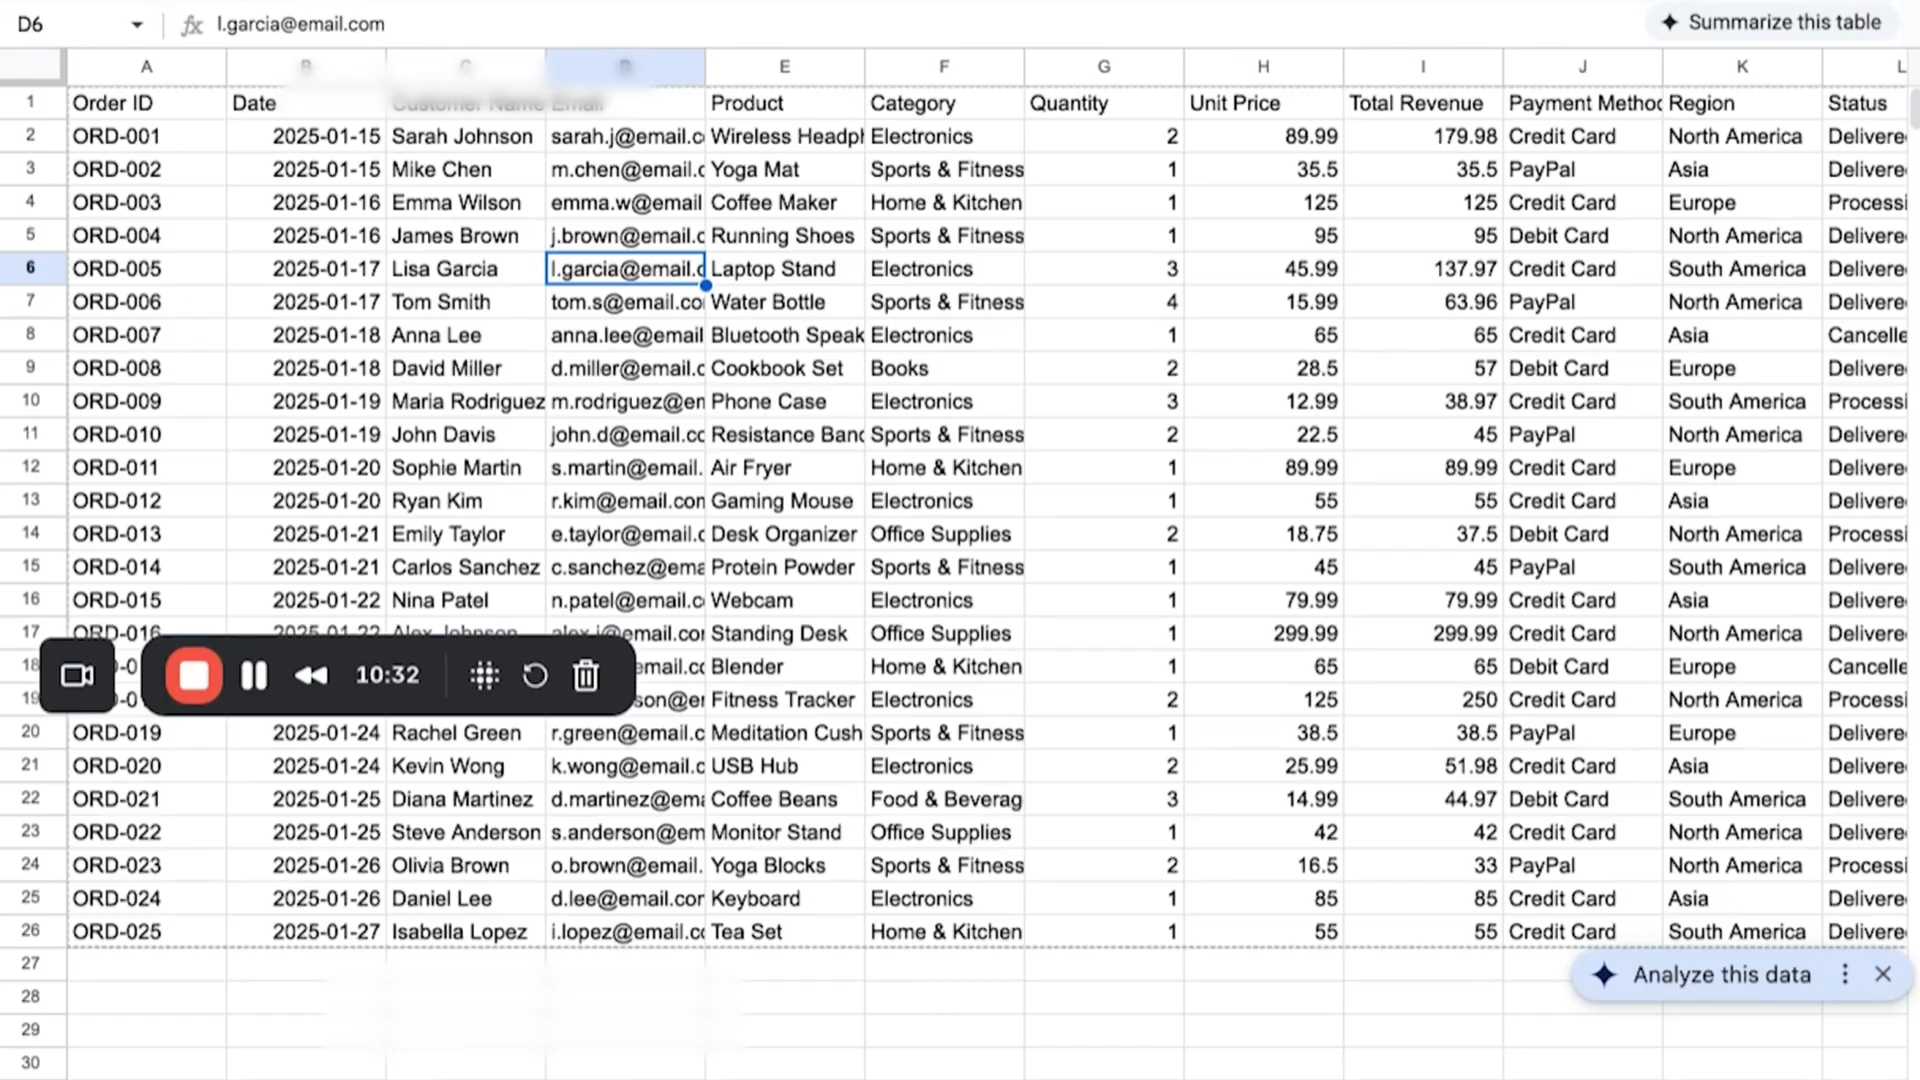 D6 fx l.garcia@email.com Summarize this table
A B C D E F G H I J K L
1 Order ID Date Customer Name Email Product Category Quantity Unit Price Total Revenue Payment Metho Region Status
2 ORD-001 2025-01-15 Sarah Johnson sarah.j@email.c Wireless Headph Electronics 2 89.99 179.98 Credit Card North America Delivere
3 ORD-002 2025-01-15 Mike Chen m.chen@email.c Yoga Mat Sports & Fitness 1 35.5 35.5 PayPal Asia Delivere
4 ORD-003 2025-01-16 Emma Wilson emma.w@email Coffee Maker Home & Kitchen 1 125 125 Credit Card Europe Processi
5 ORD-004 2025-01-16 James Brown j.brown@email.c Running Shoes Sports & Fitness 1 95 95 Debit Card North America Delivere
6 ORD-005 2025-01-17 Lisa Garcia l.garcia@email.c Laptop Stand Electronics 3 45.99 137.97 Credit Card South America Delivere
7 ORD-006 2025-01-17 Tom Smith tom.s@email.co Water Bottle Sports & Fitness 4 15.99 63.96 PayPal North America Delivere
8 ORD-007 2025-01-18 Anna Lee anna.lee@email Bluetooth Speak Electronics 1 65 65 Credit Card Asia Cancelle
9 ORD-008 2025-01-18 David Miller d.miller@email.c Cookbook Set Books 2 28.5 57 Debit Card Europe Delivere
10 ORD-009 2025-01-19 Maria Rodriguez m.rodriguez@em Phone Case Electronics 3 12.99 38.97 Credit Card South America Processi
11 ORD-010 2025-01-19 John Davis john.d@email.cc Resistance Banc Sports & Fitness 2 22.5 45 PayPal North America Delivere
12 ORD-011 2025-01-20 Sophie Martin s.martin@email. Air Fryer Home & Kitchen 1 89.99 89.99 Credit Card Europe Delivere
13 ORD-012 2025-01-20 Ryan Kim r.kim@email.com Gaming Mouse Electronics 1 55 55 Credit Card Asia Delivere
14 ORD-013 2025-01-21 Emily Taylor e.taylor@email.c Desk Organizer Office Supplies 2 18.75 37.5 Debit Card North America Processi
15 ORD-014 2025-01-21 Carlos Sanchez c.sanchez@ema Protein Powder Sports & Fitness 1 45 45 PayPal South America Delivere
16 ORD-015 2025-01-22 Nina Patel n.patel@email.c Webcam Electronics 1 79.99 79.99 Credit Card Asia Delivere
17 ORD-016 2025-01-22 Alex Johnson alex.j@email.cor Standing Desk Office Supplies 1 299.99 299.99 Credit Card North America Delivere
18 mail.cc Blender Home & Kitchen 1 65 65 Debit Card Europe Cancelle
10:32
19 son@er Fitness Tracker Electronics 2 125 250 Credit Card North America Processi
20 ORD-019 2025-01-24 Rachel Green r.green@email.c Meditation Cush Sports & Fitness 1 38.5 38.5 PayPal Europe Delivere
21 ORD-020 2025-01-24 Kevin Wong k.wong@email.c USB Hub Electronics 2 25.99 51.98 Credit Card Asia Delivere
22 ORD-021 2025-01-25 Diana Martinez d.martinez@ema Coffee Beans Food & Beverag 3 14.99 44.97 Debit Card South America Delivere
23 ORD-022 2025-01-25 Steve Anderson s.anderson@em Monitor Stand Office Supplies 1 42 42 Credit Card North America Delivere
24 ORD-023 2025-01-26 Olivia Brown o.brown@email. Yoga Blocks Sports & Fitness 2 16.5 33 PayPal North America Processi
25 ORD-024 2025-01-26 Daniel Lee d.lee@email.cor Keyboard Electronics 1 85 85 Credit Card Asia Delivere
26 ORD-025 2025-01-27 Isabella Lopez i.lopez@email.cc Tea Set Home & Kitchen 1 55 55 Credit Card South America Delivere
27
Analyze this data
28
29
30